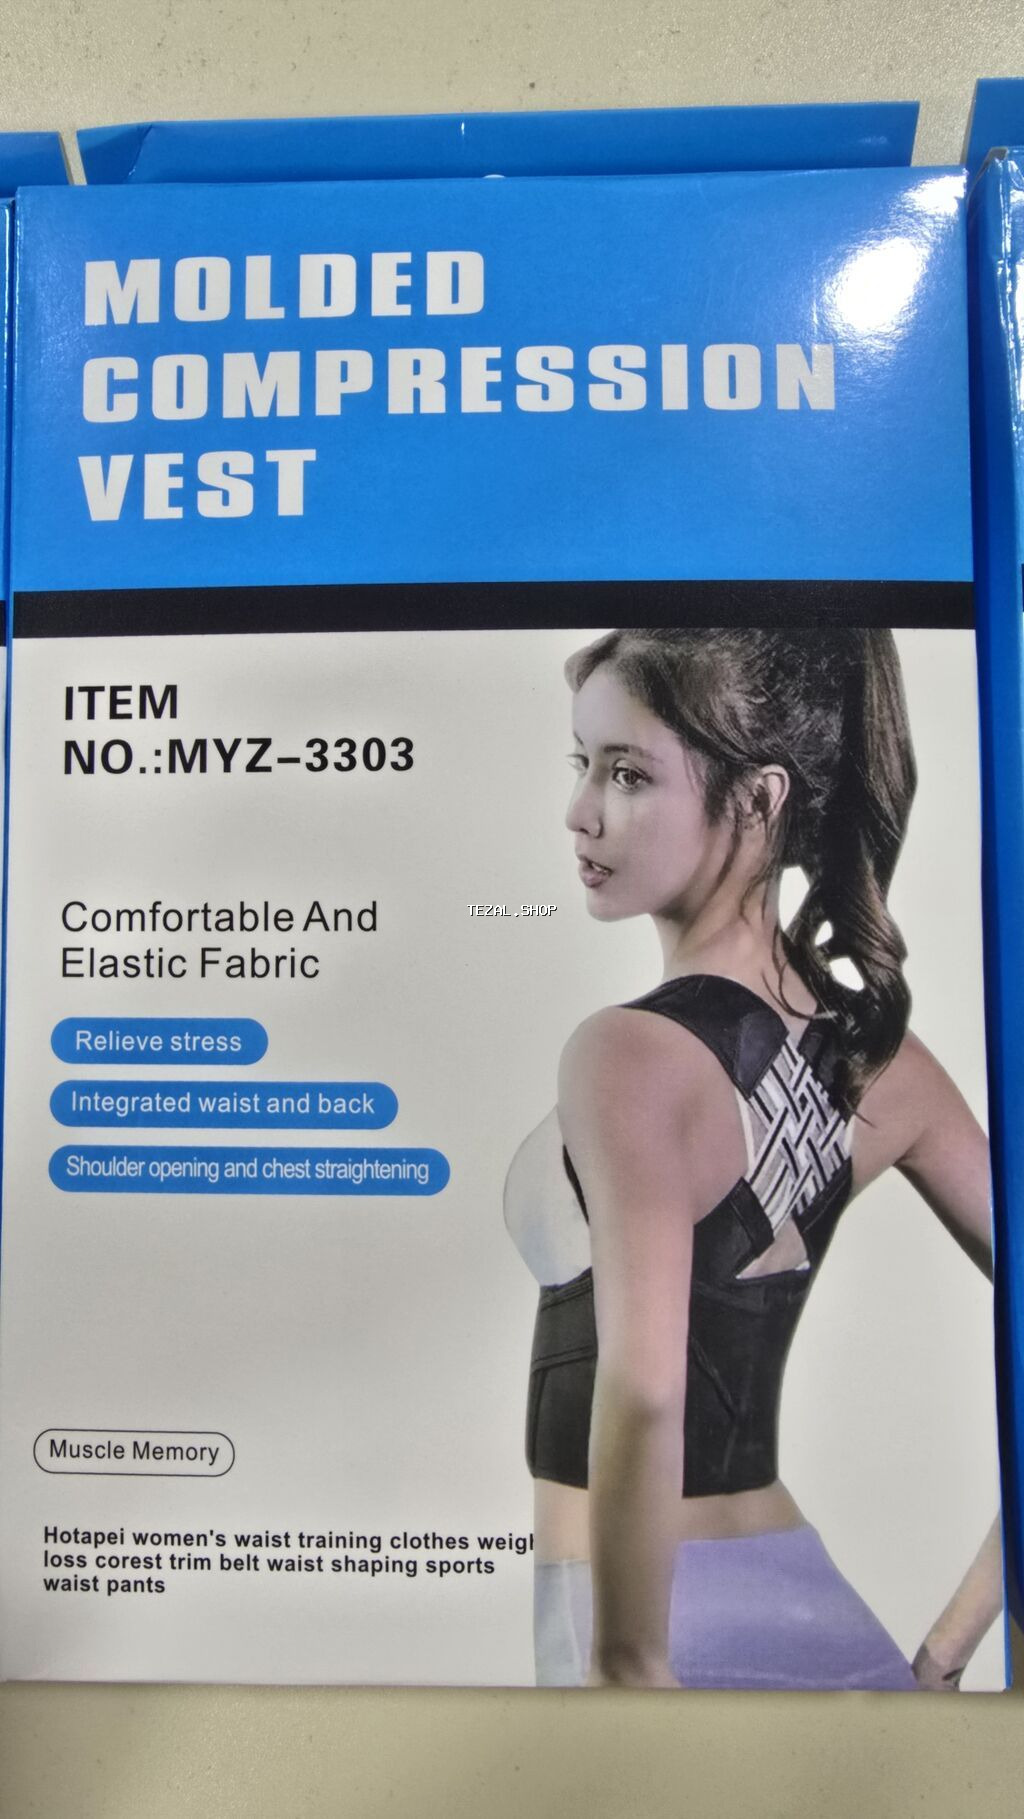 MOLDED
COMPRESSION
VEST
ITEM
NO.:MYZ-3303
Comfortable And
Elastic Fabric
TEZAL.SHOP
Relieve stress
Integrated waist and back
Shoulder opening and chest straightening
Muscle Memory
Hotapei women's waist training clothes weigh
loss corest trim belt waist shaping sports
waist pants